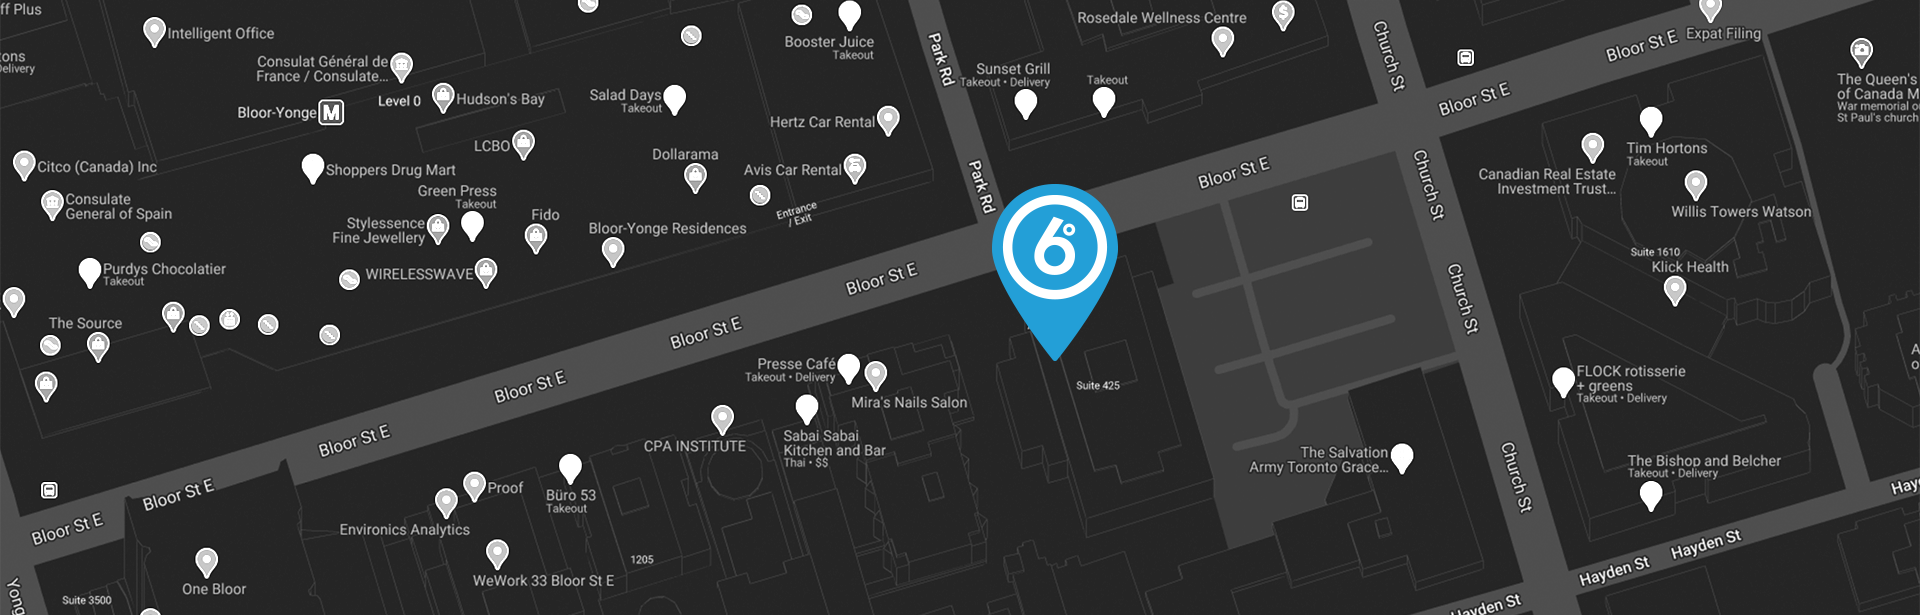 ff Plus
Intelligent Office
tons
Delivery
Consulat Général de
France / Consulate...
Level 0
Hudson's Bay
Bloor-Yonge
M
LCBO
Citco (Canada) Inc
Consulate
General of Spain
Shoppers Drug Mart
Green Press
Takeout
Stylessence
Fine Jewellery
Fido
WIRELESSWAVE
Purdys Chocolatier
Takeout
The Source
Booster Juice
Takeout
Salad Days
Takeout
Hertz Car Rental
Dollarama
Avis Car Rental
Entrance
/ Exit
Bloor-Yonge Residences
Park Rd
Park Rd
Rosedale Wellness Centre
$
Sunset Grill
Takeout • Delivery
Takeout
Church St
Church St
Church St
Church St
Bloor St E
Bloor St E
Bloor St E
Bloor St E
Bloor St E
Bloor St E
Bloor St E
Bloor St E
Bloor St E
Expat Filing
The Queen's
of Canada M
War memorial o
St Paul's church
Tim Hortons
Takeout
Canadian Real Estate
Investment Trust...
Willis Towers Watson
Suite 1610
Klick Health
6°
Suite 425
Presse Café
Takeout • Delivery
Mira's Nails Salon
CPA INSTITUTE
Sabai Sabai
Kitchen and Bar
Thai • $$
FLOCK rotisserie
+ greens
Takeout • Delivery
A
o
The Salvation
Army Toronto Grace...
The Bishop and Belcher
Takeout • Delivery
Proof
Büro 53
Takeout
Environics Analytics
1205
WeWork 33 Bloor St E
One Bloor
Suite 3500
Yong
Hayden St
Hayden St
Hayden St
Hayd